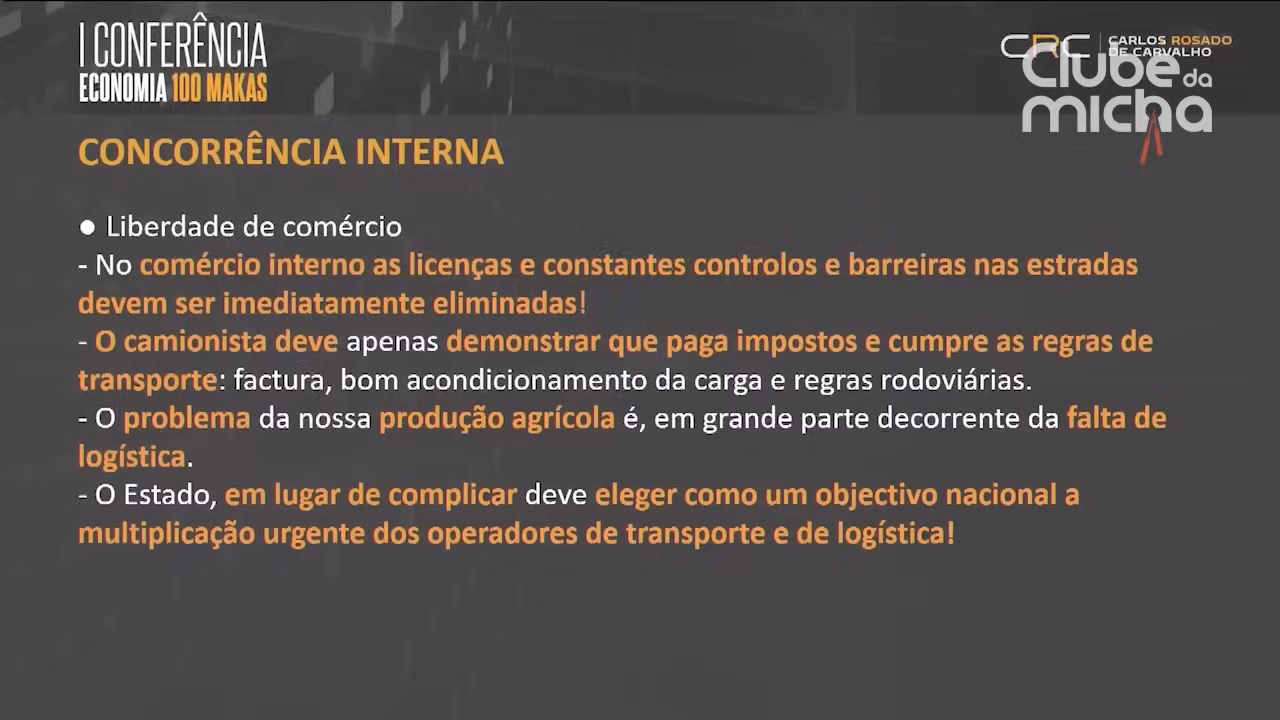 I CONFERÊNCIA
ECONOMIA 100 MAKAS
CRC
CARLOS ROSADO
DE CARVALHO
Clube da
micha
CONCORRÊNCIA INTERNA
● Liberdade de comércio
- No comércio interno as licenças e constantes controlos e barreiras nas estradas
devem ser imediatamente eliminadas!
- O camionista deve apenas demonstrar que paga impostos e cumpre as regras de
transporte: factura, bom acondicionamento da carga e regras rodoviárias.
- O problema da nossa produção agrícola é, em grande parte decorrente da falta de
logística.
- O Estado, em lugar de complicar deve eleger como um objectivo nacional a
multiplicação urgente dos operadores de transporte e de logística!